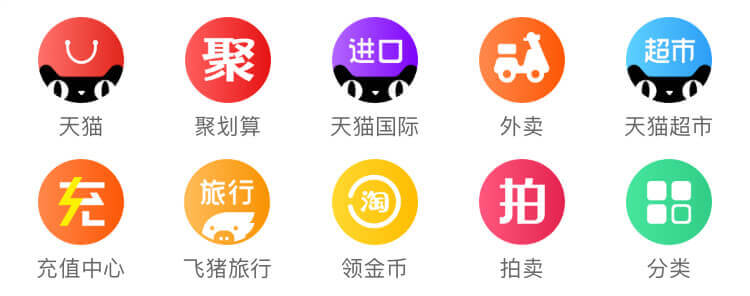 聚
进口
超市
天猫
聚划算
天猫国际
外卖
天猫超市
充
旅行
淘
拍
充值中心
飞猪旅行
领金币
拍卖
分类